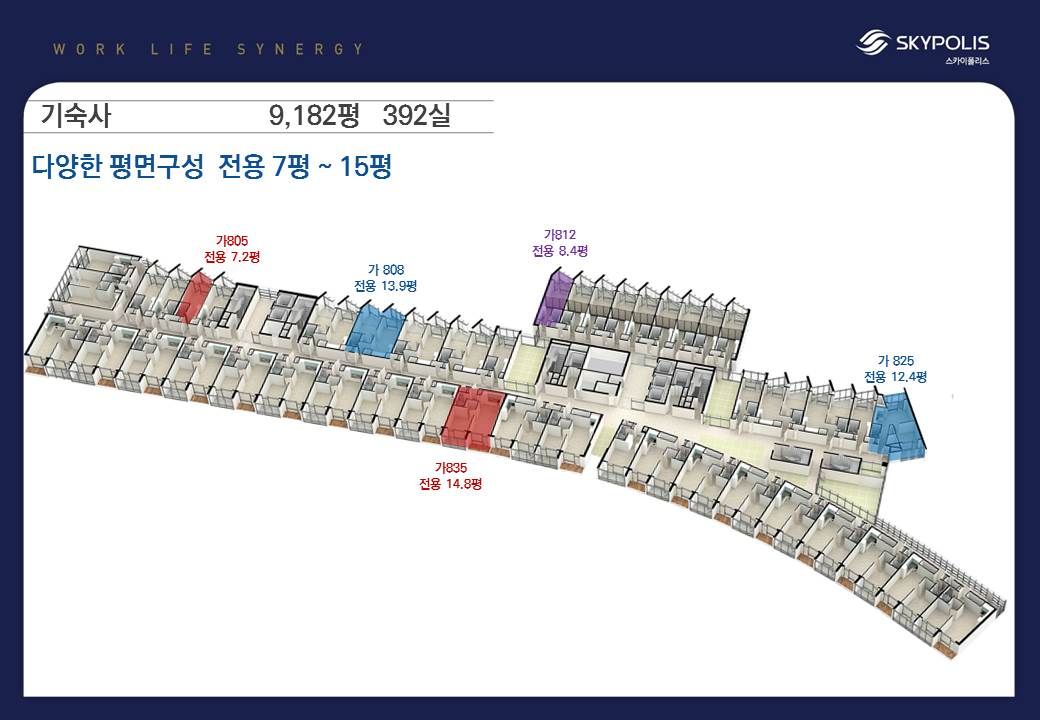 WORK LIFE SYNERGY
SKYPOLIS
스카이폴리스
기숙사 9,182평 392실
다양한 평면구성 전용 7평 ~ 15평
가805
전용 7.2평
가 808
전용 13.9평
가812
전용 8.4평
가 825
전용 12.4평
가835
전용 14.8평